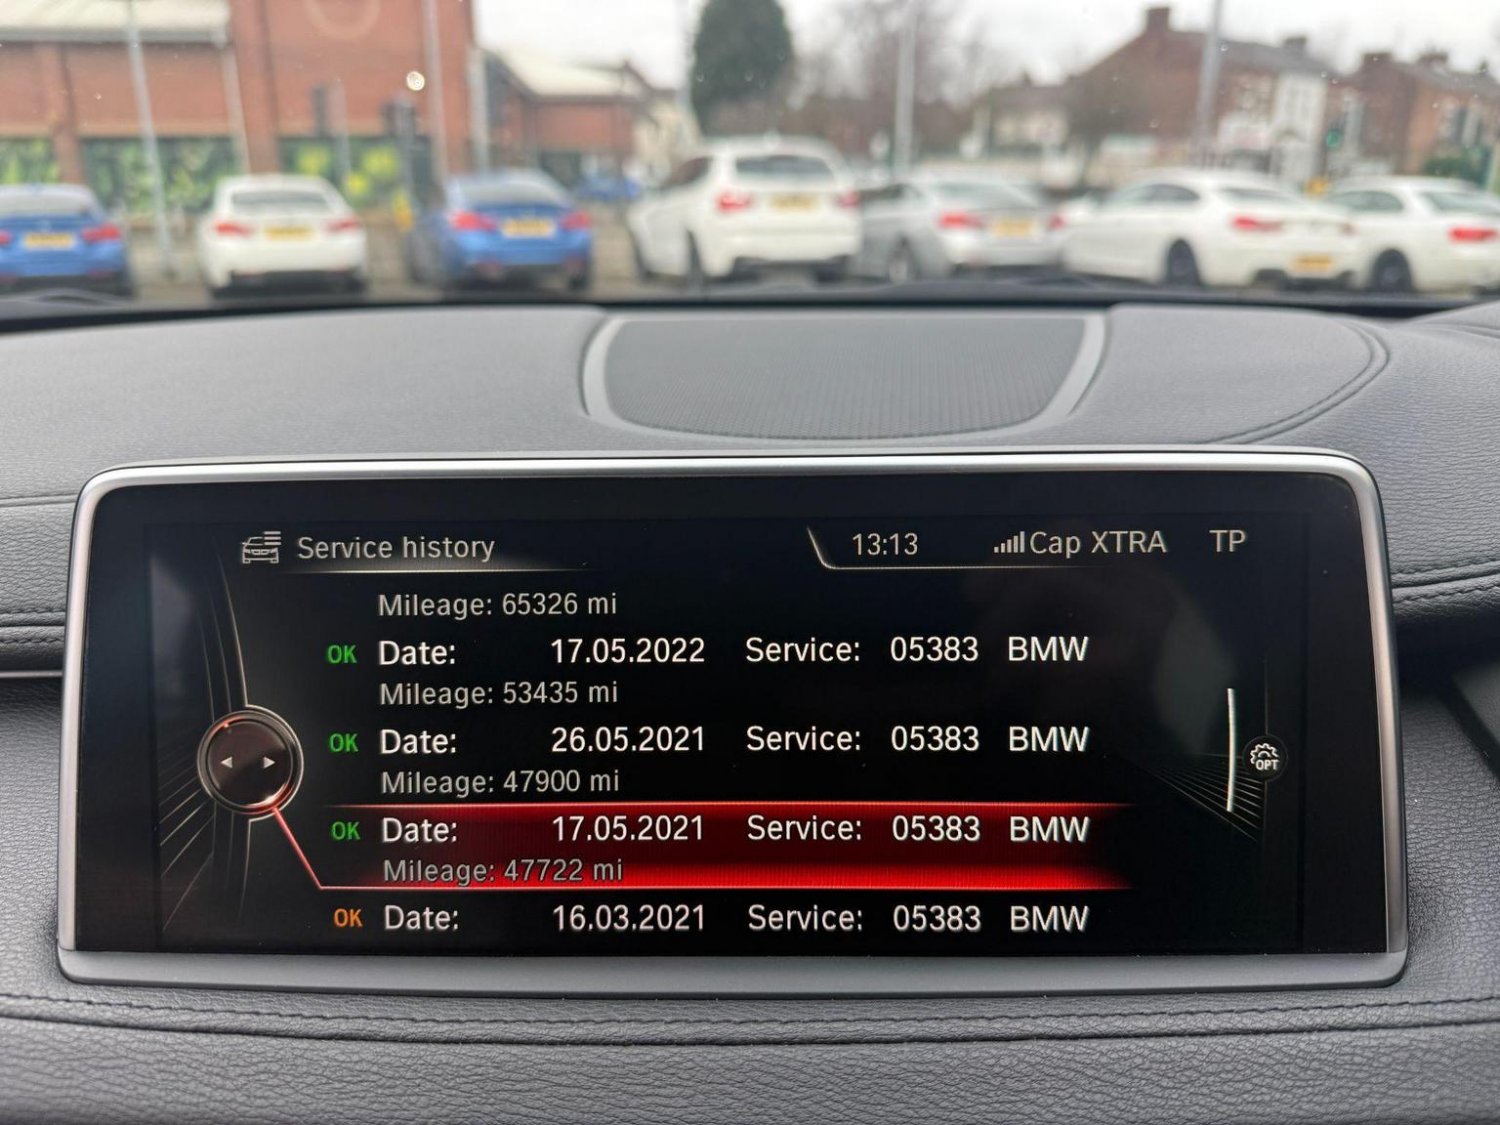 Service history 13:13 Cap XTRA TP
Mileage: 65326 mi
OK Date: 17.05.2022 Service: 05383 BMW
Mileage: 53435 mi
OK Date: 26.05.2021 Service: 05383 BMW
Mileage: 47900 mi
OPT
OK Date: 17.05.2021 Service: 05383 BMW
Mileage: 47722 mi
OK Date: 16.03.2021 Service: 05383 BMW